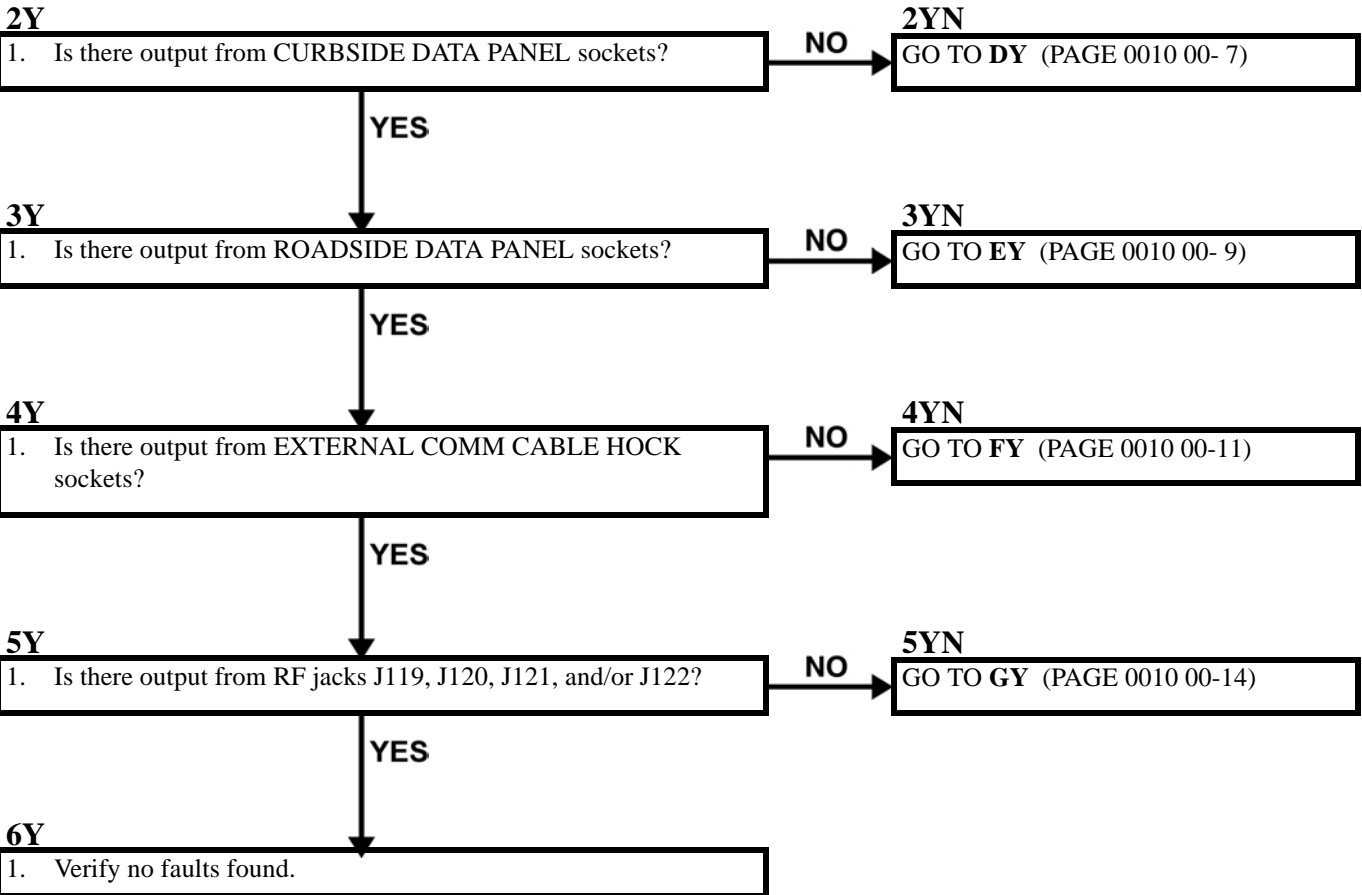 2Y
1. Is there output from CURBSIDE DATA PANEL sockets?
NO
2YN
GO TO DY (PAGE 0010 00- 7)
YES
3Y
1. Is there output from ROADSIDE DATA PANEL sockets?
NO
3YN
GO TO EY (PAGE 0010 00- 9)
YES
4Y
1. Is there output from EXTERNAL COMM CABLE HOCK
sockets?
NO
4YN
GO TO FY (PAGE 0010 00-11)
YES
5Y
1. Is there output from RF jacks J119, J120, J121, and/or J122?
NO
5YN
GO TO GY (PAGE 0010 00-14)
YES
6Y
1. Verify no faults found.